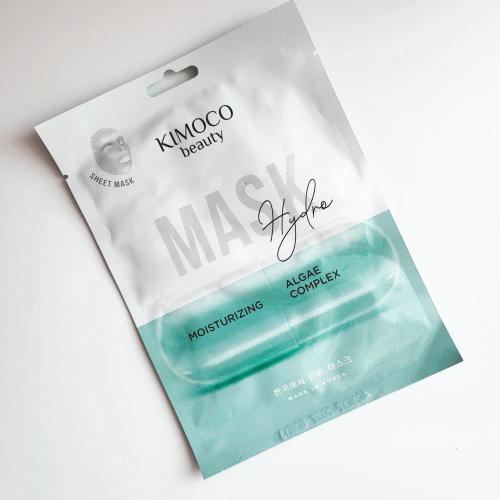 KIMOCO
beauty
SHEET MASK
MASK
Hydro
MOISTURIZING
ALGAE
COMPLEX
한국에서 만든 마스크
MADE IN KOREA